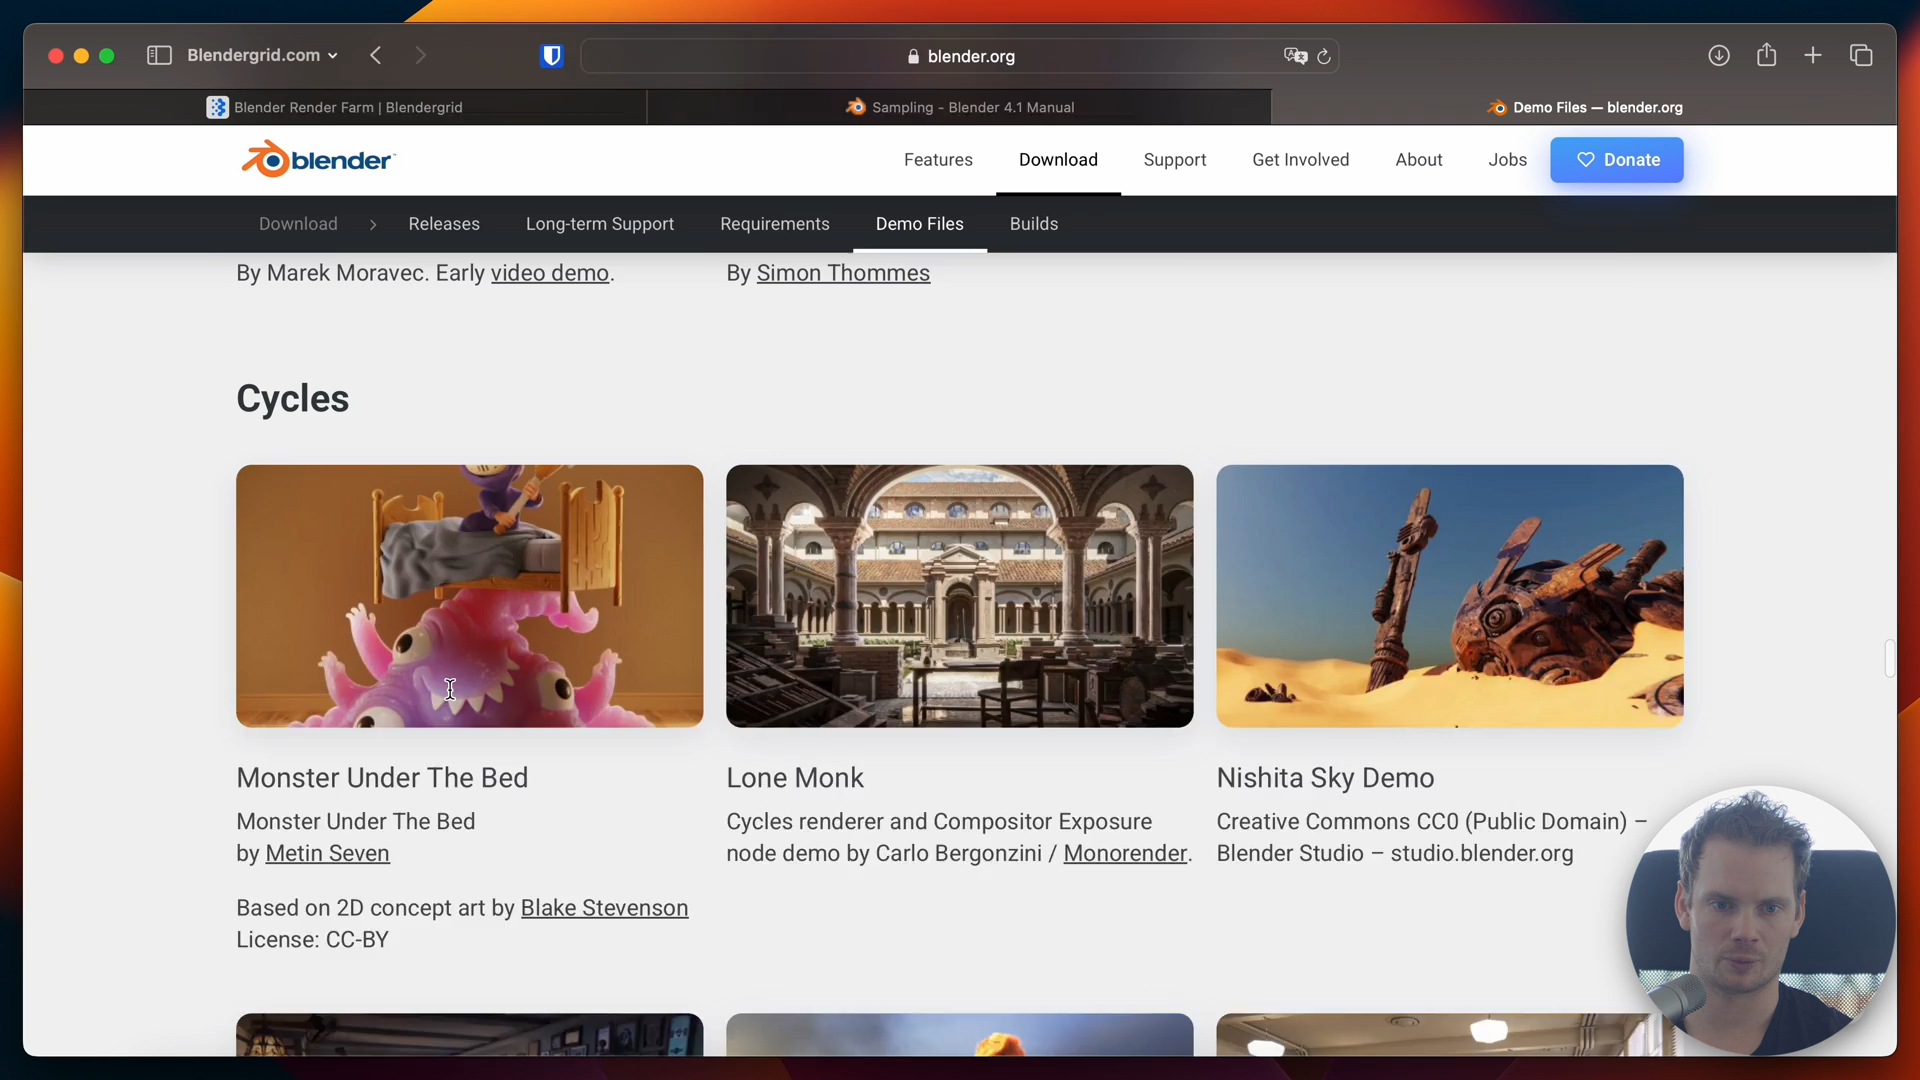 Blendergrid.com
blender.org
Blender Render Farm | Blendergrid
Sampling - Blender 4.1 Manual
Demo Files — blender.org
blender
Features
Download
Support
Get Involved
About
Jobs
Donate
Download
Releases
Long-term Support
Requirements
Demo Files
Builds
By Marek Moravec. Early video demo.
By Simon Thommes
Cycles
Monster Under The Bed
Monster Under The Bed
by Metin Seven
Based on 2D concept art by Blake Stevenson
License: CC-BY
Lone Monk
Cycles renderer and Compositor Exposure
node demo by Carlo Bergonzini / Monorender.
Nishita Sky Demo
Creative Commons CC0 (Public Domain) –
Blender Studio – studio.blender.org